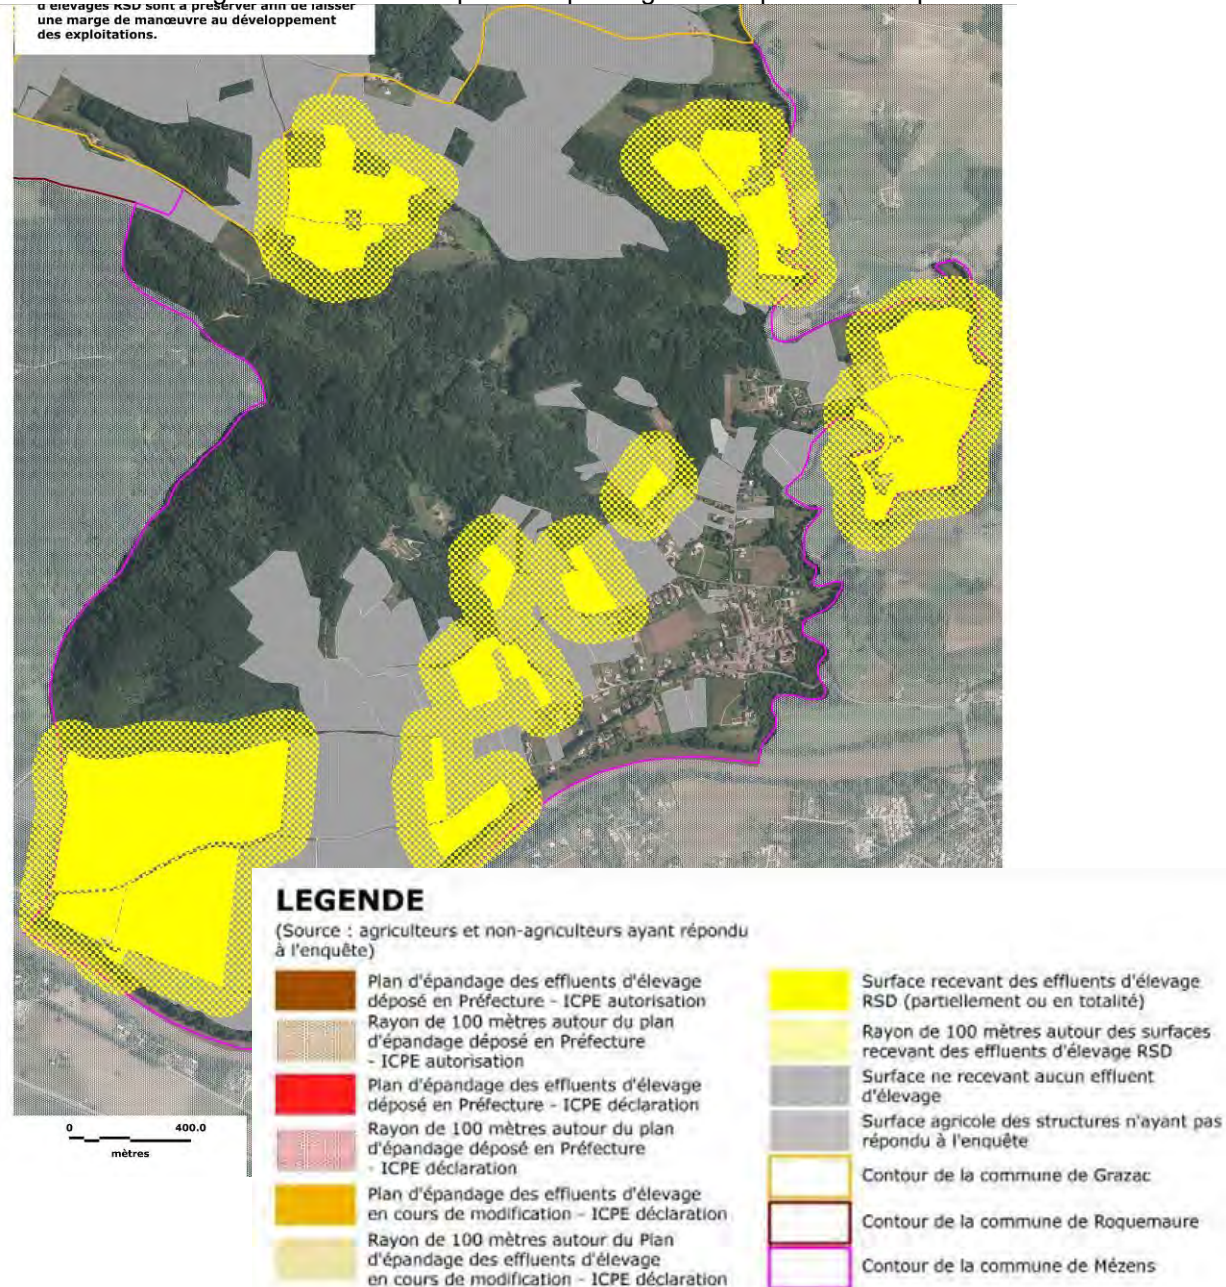 d'élevages RSD sont à préserver afin de laisser
une marge de manœuvre au développement
des exploitations.
0 400.0
mètres
LEGENDE
(Source : agriculteurs et non-agriculteurs ayant répondu
à l'enquête)
Plan d'épandage des effluents d'élevage
déposé en Préfecture - ICPE autorisation
Rayon de 100 mètres autour du plan
d'épandage déposé en Préfecture
- ICPE autorisation
Plan d'épandage des effluents d'élevage
déposé en Préfecture - ICPE déclaration
Rayon de 100 mètres autour du plan
d'épandage déposé en Préfecture
- ICPE déclaration
Plan d'épandage des effluents d'élevage
en cours de modification - ICPE déclaration
Rayon de 100 mètres autour du Plan
d'épandage des effluents d'élevage
en cours de modification - ICPE déclaration
Surface recevant des effluents d'élevage
RSD (partiellement ou en totalité)
Rayon de 100 mètres autour des surfaces
recevant des effluents d'élevage RSD
Surface ne recevant aucun effluent
d'élevage
Surface agricole des structures n'ayant pas
répondu à l'enquête
Contour de la commune de Grazac
Contour de la commune de Roquemaure
Contour de la commune de Mézens